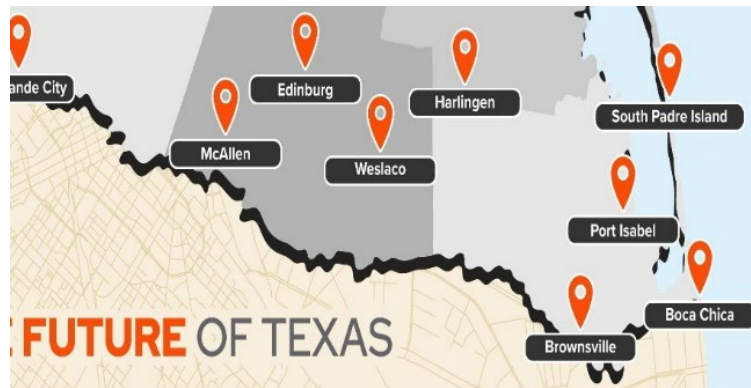 ande City
Edinburg
Harlingen
South Padre Island
McAllen
Weslaco
Port Isabel
Boca Chica
Brownsville
E FUTURE OF TEXAS